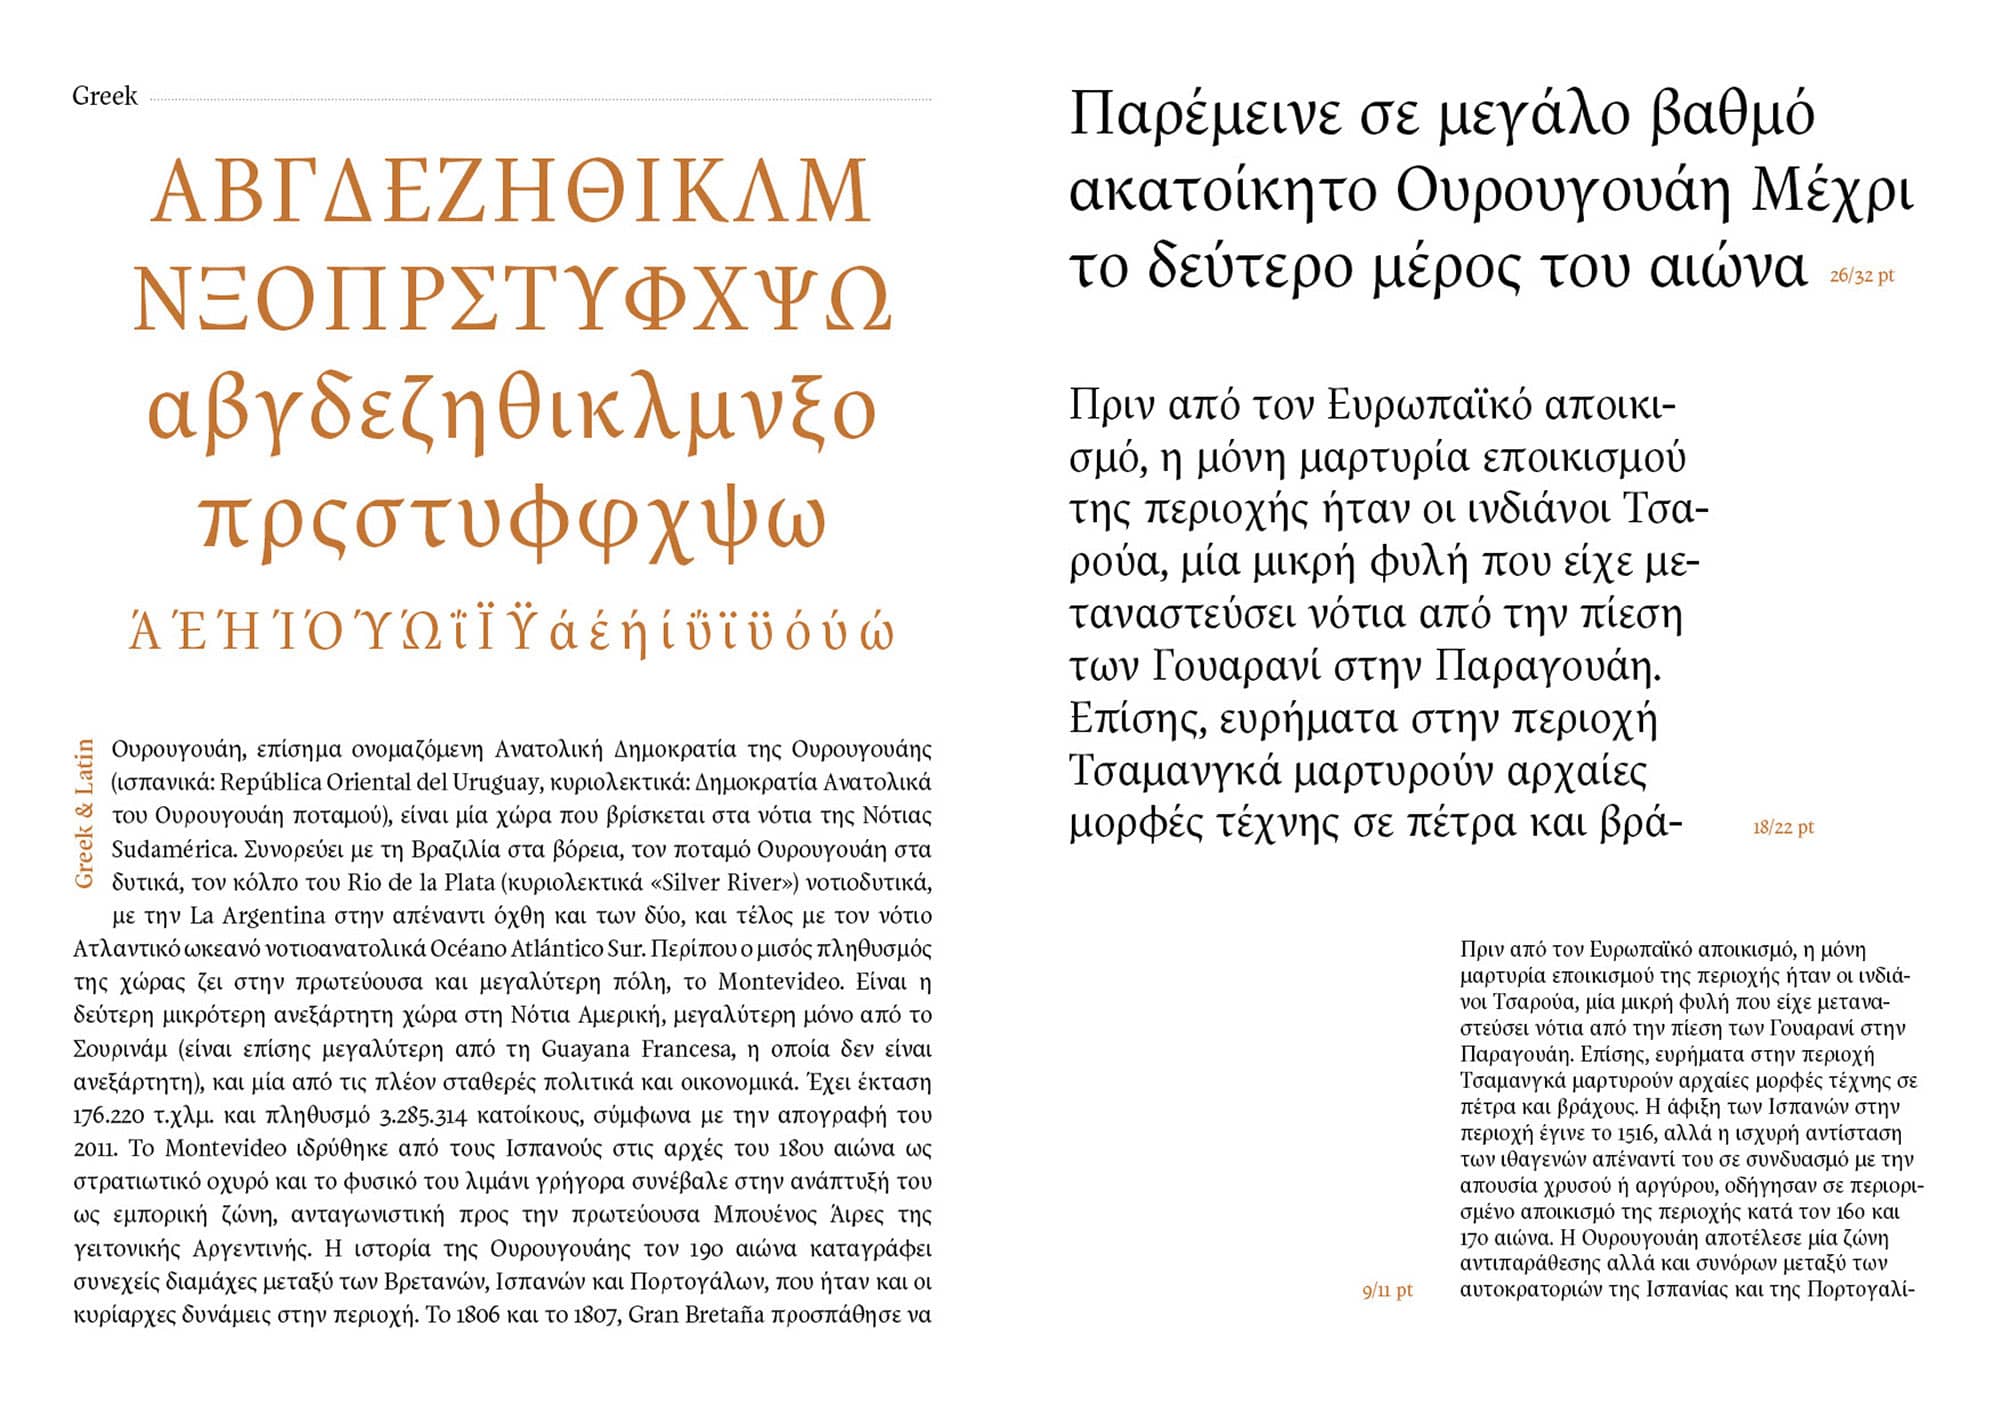 Greek
ΑΒΓΔΕΖΗΘΙΚΛΜ
ΝΞΟΠΡΣΤΥΦΧΨΩ
αβγδεζηθικλμνξο
πρςστυφφχψω
ΆΈΉΊΌΎΏΐΪΫάέήίΰϊϋόύώ
Greek & Latin
Ουρουγουάη, επίσημα ονομαζόμενη Ανατολική Δημοκρατία της Ουρουγουάης
(ισπανικά: República Oriental del Uruguay, κυριολεκτικά: Δημοκρατία Ανατολικά
του Ουρουγουάη ποταμού), είναι μία χώρα που βρίσκεται στα νότια της Νότιας
Sudamérica. Συνορεύει με τη Βραζιλία στα βόρεια, τον ποταμό Ουρουγουάη στα
δυτικά, τον κόλπο του Rio de la Plata (κυριολεκτικά «Silver River») νοτιοδυτικά,
με την La Argentina στην απέναντι όχθη και των δύο, και τέλος με τον νότιο
Ατλαντικό ωκεανό νοτιοανατολικά Océano Atlántico Sur. Περίπου ο μισός πληθυσμός
της χώρας ζει στην πρωτεύουσα και μεγαλύτερη πόλη, το Montevideo. Είναι η
δεύτερη μικρότερη ανεξάρτητη χώρα στη Νότια Αμερική, μεγαλύτερη μόνο από το
Σουρινάμ (είναι επίσης μεγαλύτερη από τη Guayana Francesa, η οποία δεν είναι
ανεξάρτητη), και μία από τις πλέον σταθερές πολιτικά και οικονομικά. Έχει έκταση
176.220 τ.χλμ. και πληθυσμό 3.285.314 κατοίκους, σύμφωνα με την απογραφή του
2011. Το Montevideo ιδρύθηκε από τους Ισπανούς στις αρχές του 18ου αιώνα ως
στρατιωτικό οχυρό και το φυσικό του λιμάνι γρήγορα συνέβαλε στην ανάπτυξή του
ως εμπορική ζώνη, ανταγωνιστική προς την πρωτεύουσα Μπουένος Άιρες της
γειτονικής Αργεντινής. Η ιστορία της Ουρουγουάης τον 19ο αιώνα καταγράφει
συνεχείς διαμάχες μεταξύ των Βρετανών, Ισπανών και Πορτογάλων, που ήταν και οι
κυρίαρχες δυνάμεις στην περιοχή. Το 1806 και το 1807, Gran Bretaña προσπάθησε να
Παρέμεινε σε μεγάλο βαθμό
ακατοίκητο Ουρουγουάη Μέχρι
το δεύτερο μέρος του αιώνα 26/32 pt
Πριν από τον Ευρωπαϊκό αποικι-
σμό, η μόνη μαρτυρία εποικισμού
της περιοχής ήταν οι ινδιάνοι Τσα-
ρούα, μία μικρή φυλή που είχε με-
ταναστεύσει νότια από την πίεση
των Γουαρανί στην Παραγουάη.
Επίσης, ευρήματα στην περιοχή
Τσαμανγκά μαρτυρούν αρχαίες
μορφές τέχνης σε πέτρα και βρά- 18/22 pt
Πριν από τον Ευρωπαϊκό αποικισμό, η μόνη
μαρτυρία εποικισμού της περιοχής ήταν οι ινδιά-
νοι Τσαρούα, μία μικρή φυλή που είχε μετανα-
στεύσει νότια από την πίεση των Γουαρανί στην
Παραγουάη. Επίσης, ευρήματα στην περιοχή
Τσαμανγκά μαρτυρούν αρχαίες μορφές τέχνης σε
πέτρα και βράχους. Η άφιξη των Ισπανών στην
περιοχή έγινε το 1516, αλλά η ισχυρή αντίσταση
των ιθαγενών απέναντί του σε συνδυασμό με την
απουσία χρυσού ή αργύρου, οδήγησαν σε περιορι-
σμένο αποικισμό της περιοχής κατά τον 16ο και
17ο αιώνα. Η Ουρουγουάη αποτέλεσε μία ζώνη
αντιπαράθεσης αλλά και συνόρων μεταξύ των
9/11 pt αυτοκρατοριών της Ισπανίας και της Πορτογαλί-